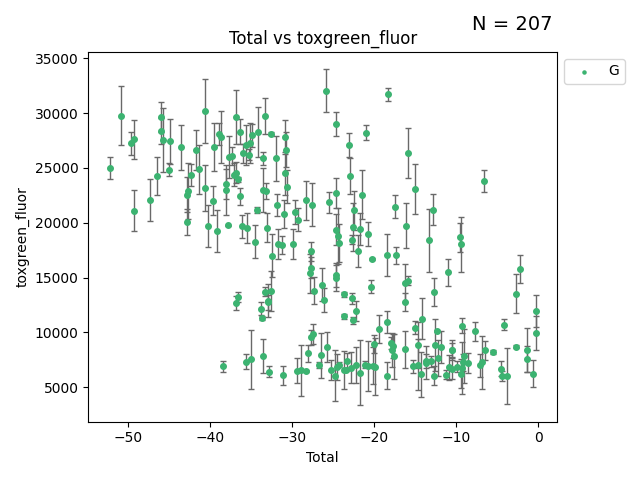 N = 207
Total vs toxgreen_fluor
G
35000
30000
25000
20000
15000
10000
5000
toxgreen_fluor
−50 −40 −30 −20 −10 0
Total